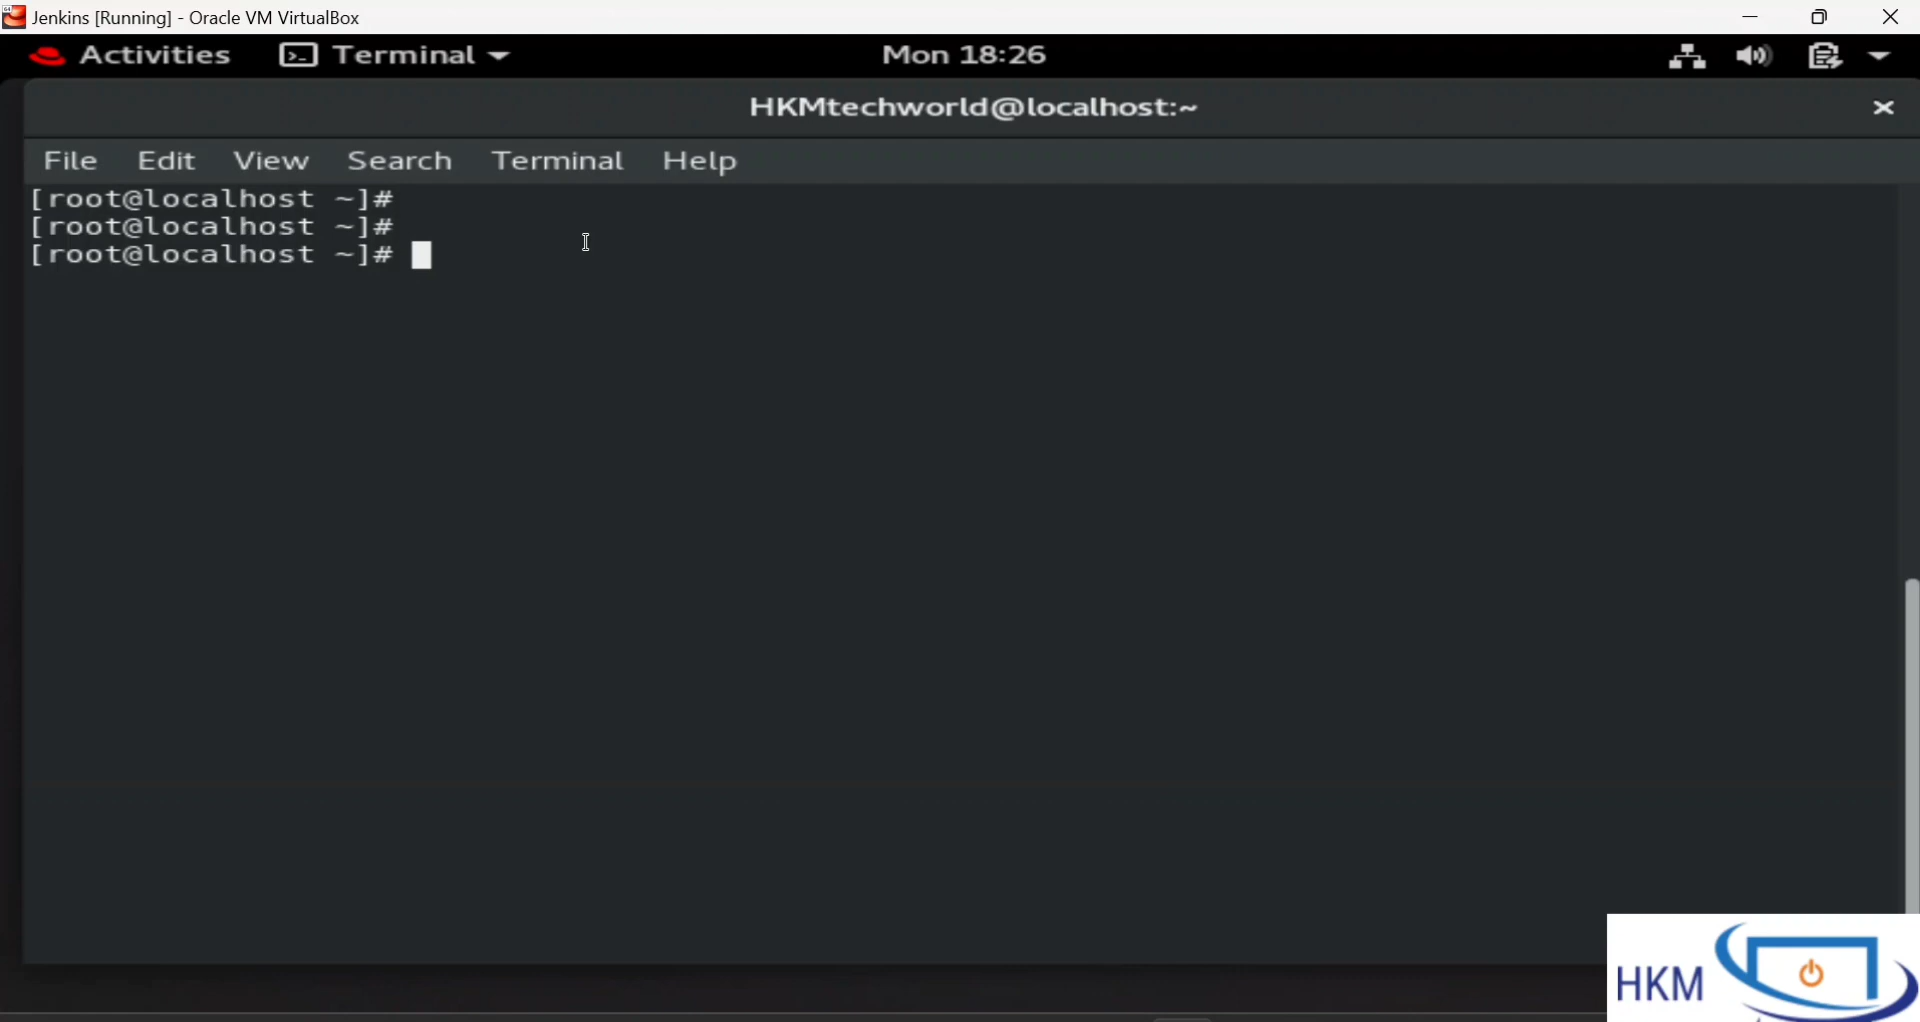 Jenkins [Running] - Oracle VM VirtualBox
Activities Terminal Mon 18:26
HKMtechworld@localhost:~
File Edit View Search Terminal Help
[root@localhost ~]#
[root@localhost ~]#
[root@localhost ~]#
HKM